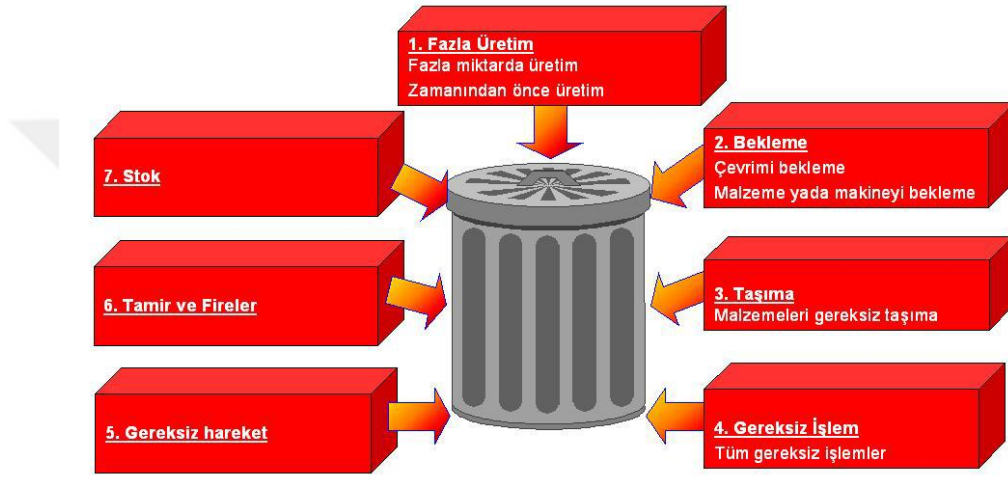 1. Fazla Üretim
Fazla miktarda üretim
Zamanından önce üretim
2. Bekleme
Çevrimi bekleme
Malzeme yada makineyi bekleme
3. Taşıma
Malzemeleri gereksiz taşıma
4. Gereksiz İşlem
Tüm gereksiz işlemler
5. Gereksiz hareket
6. Tamir ve Fireler
7. Stok